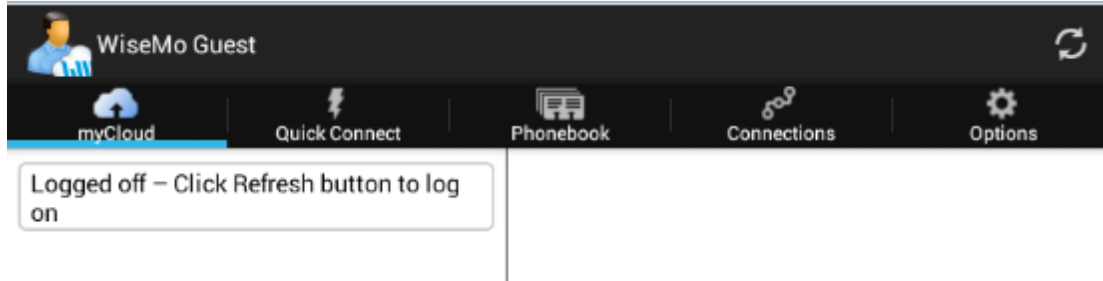 WiseMo Guest
myCloud
Quick Connect
Phonebook
Connections
Options
Logged off – Click Refresh button to log
on